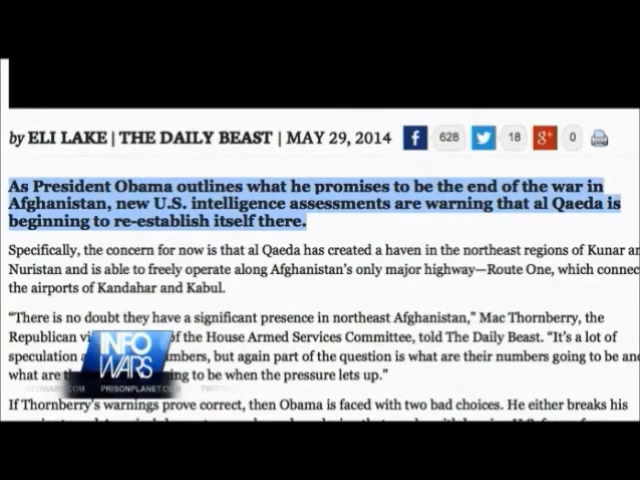 by ELI LAKE | THE DAILY BEAST | MAY 29, 2014 f 628 18 g+ 0
As President Obama outlines what he promises to be the end of the war in
Afghanistan, new U.S. intelligence assessments are warning that al Qaeda is
beginning to re-establish itself there.
Specifically, the concern for now is that al Qaeda has created a haven in the northeast regions of Kunar an
Nuristan and is able to freely operate along Afghanistan's only major highway—Route One, which connec
the airports of Kandahar and Kabul.
“There is no doubt they have a significant presence in northeast Afghanistan,” Mac Thornberry, the
Republican vi of the House Armed Services Committee, told The Daily Beast. “It's a lot of
speculation mbers, but again part of the question is what are their numbers going to be and
what are th ing to be when the pressure lets up.”
INFO
WARS
PRISONPLANET.COM
If Thornberry's warnings prove correct, then Obama is faced with two bad choices. He either breaks his